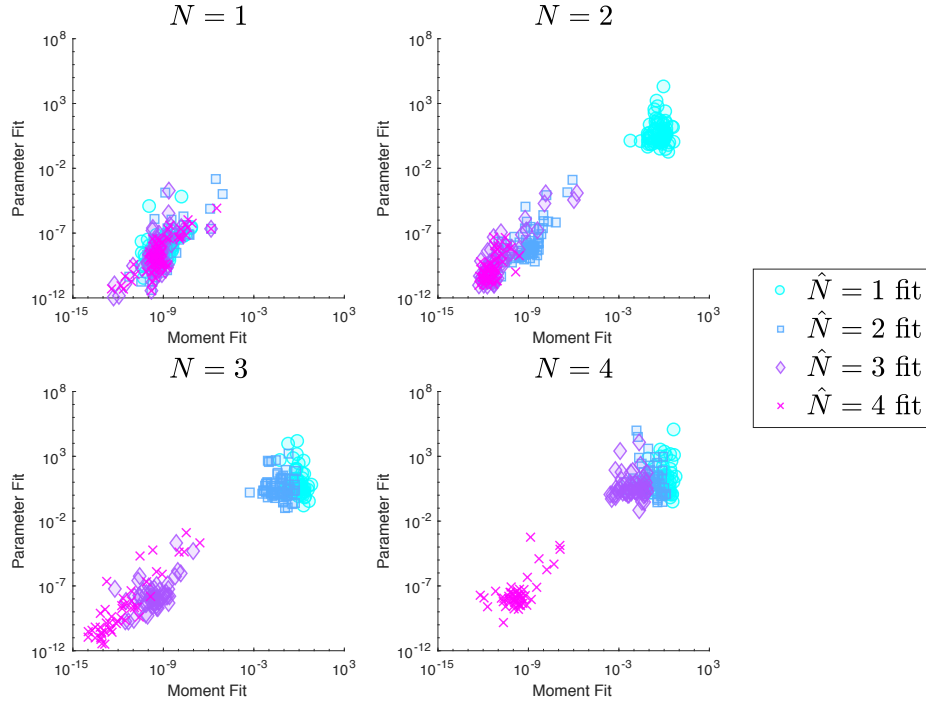 N = 1
10^8
10^3
10^-2
10^-7
10^-12
Parameter Fit
10^-15
10^-9
10^-3
10^3
Moment Fit
N = 2
10^8
10^3
10^-2
10^-7
10^-12
Parameter Fit
10^-15
10^-9
10^-3
10^3
Moment Fit
N = 3
10^8
10^3
10^-2
10^-7
10^-12
Parameter Fit
10^-15
10^-9
10^-3
10^3
Moment Fit
N = 4
10^8
10^3
10^-2
10^-7
10^-12
Parameter Fit
10^-15
10^-9
10^-3
10^3
Moment Fit
N̂ = 1 fit
N̂ = 2 fit
N̂ = 3 fit
N̂ = 4 fit